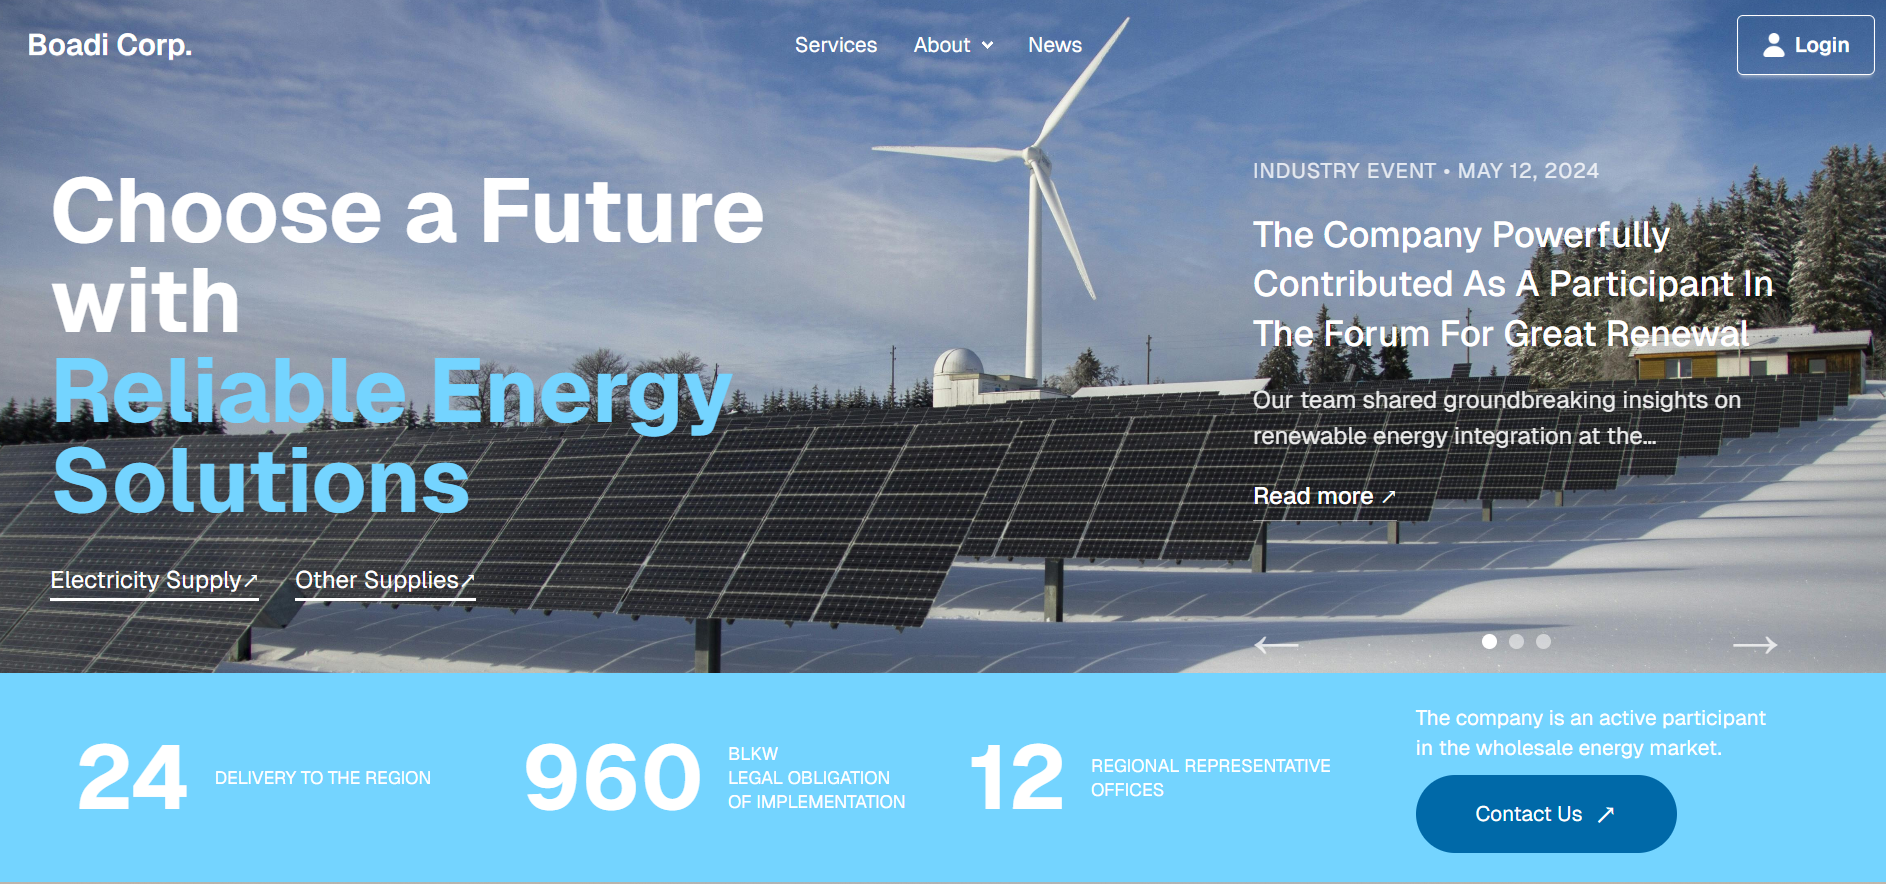 Boadi Corp.
Services
About
News
Login
Choose a Future
with
Reliable Energy
Solutions
Electricity Supply↗
Other Supplies↗
INDUSTRY EVENT • MAY 12, 2024
The Company Powerfully
Contributed As A Participant In
The Forum For Great Renewal
Our team shared groundbreaking insights on
renewable energy integration at the...
Read more ↗
24
DELIVERY TO THE REGION
960
BLKW
LEGAL OBLIGATION
OF IMPLEMENTATION
12
REGIONAL REPRESENTATIVE
OFFICES
The company is an active participant
in the wholesale energy market.
Contact Us ↗